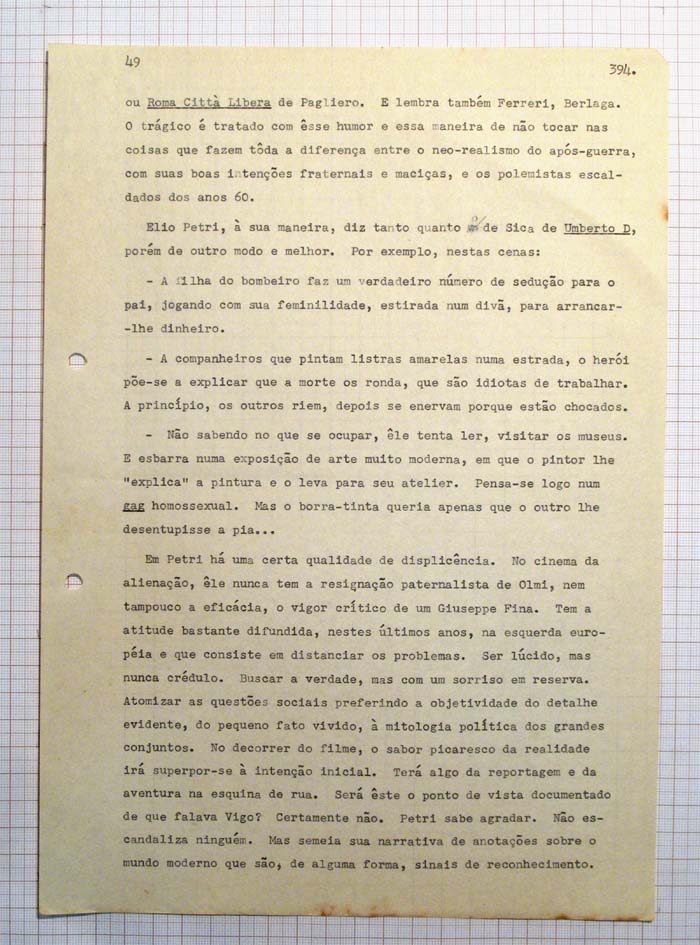 49
394.
ou Roma Città Libera de Pagliero. E lembra também Ferreri, Berlaga.
O trágico é tratado com êsse humor e essa maneira de não tocar nas
coisas que fazem tôda a diferença entre o neo-realismo do após-guerra,
com suas boas intenções fraternais e maciças, e os polemistas escal-
dados dos anos 60.
Elio Petri, à sua maneira, diz tanto quanto o de Sica de Umberto D,
porém de outro modo e melhor. Por exemplo, nestas cenas:
- A filha do bombeiro faz um verdadeiro número de sedução para o
pai, jogando com sua feminilidade, estirada num divã, para arrancar-
-lhe dinheiro.
- A companheiros que pintam listras amarelas numa estrada, o herói
põe-se a explicar que a morte os ronda, que são idiotas de trabalhar.
A princípio, os outros riem, depois se enervam porque estão chocados.
- Não sabendo no que se ocupar, êle tenta ler, visitar os museus.
E esbarra numa exposição de arte muito moderna, em que o pintor lhe
"explica" a pintura e o leva para seu atelier. Pensa-se logo num
gag homossexual. Mas o borra-tinta queria apenas que o outro lhe
desentupisse a pia...
Em Petri há uma certa qualidade de displicência. No cinema da
alienação, êle nunca tem a resignação paternalista de Olmi, nem
tampouco a eficácia, o vigor crítico de um Giuseppe Fina. Tem a
atitude bastante difundida, nestes últimos anos, na esquerda euro-
péia e que consiste em distanciar os problemas. Ser lúcido, mas
nunca crédulo. Buscar a verdade, mas com um sorriso em reserva.
Atomizar as questões sociais preferindo a objetividade do detalhe
evidente, do pequeno fato vivido, à mitologia política dos grandes
conjuntos. No decorrer do filme, o sabor picaresco da realidade
irá superpor-se à intenção inicial. Terá algo da reportagem e da
aventura na esquina de rua. Será êste o ponto de vista documentado
de que falava Vigo? Certamente não. Petri sabe agradar. Não es-
candaliza ninguém. Mas semeia sua narrativa de anotações sobre o
mundo moderno que são, de alguma forma, sinais de reconhecimento.